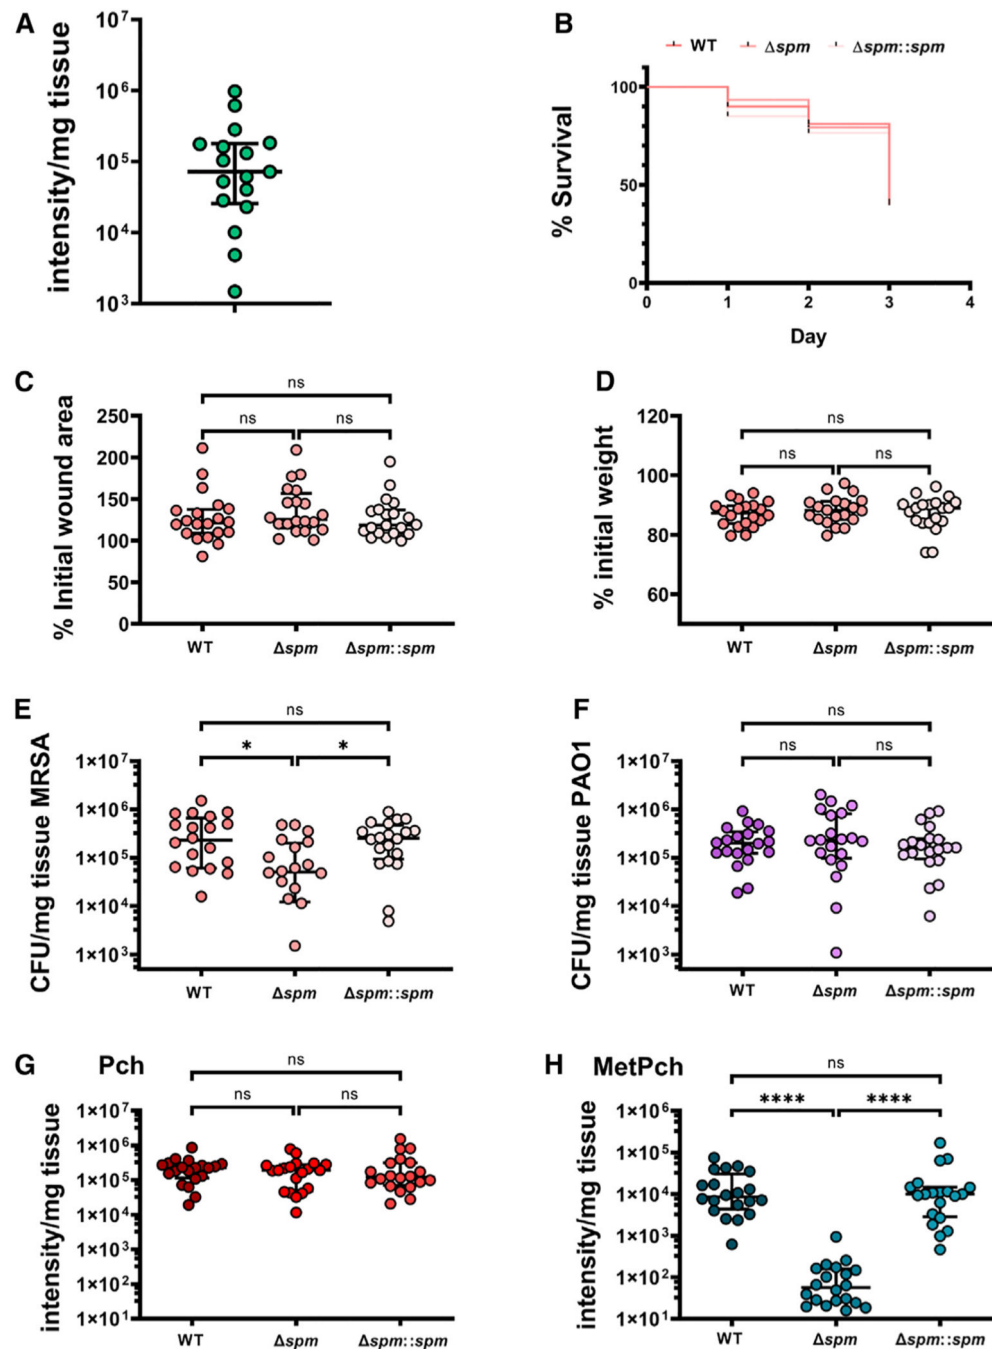 A
intensity/mg tissue
10⁷
10⁶
10⁵
10⁴
10³
B
WT Δspm Δspm::spm
% Survival
100
50
0
0 1 2 3 4
Day
C
% Initial wound area
ns
ns ns
250
200
150
100
50
0
WT Δspm Δspm::spm
D
% initial weight
ns
ns ns
120
100
80
60
WT Δspm Δspm::spm
E
CFU/mg tissue MRSA
ns
* *
1×10⁷
1×10⁶
1×10⁵
1×10⁴
1×10³
WT Δspm Δspm::spm
F
CFU/mg tissue PAO1
ns
ns ns
1×10⁷
1×10⁶
1×10⁵
1×10⁴
1×10³
WT Δspm Δspm::spm
G Pch
intensity/mg tissue
ns
ns ns
1×10⁷
1×10⁶
1×10⁵
1×10⁴
1×10³
1×10²
1×10¹
WT Δspm Δspm::spm
H MetPch
intensity/mg tissue
ns
**** ****
1×10⁶
1×10⁵
1×10⁴
1×10³
1×10²
1×10¹
WT Δspm Δspm::spm